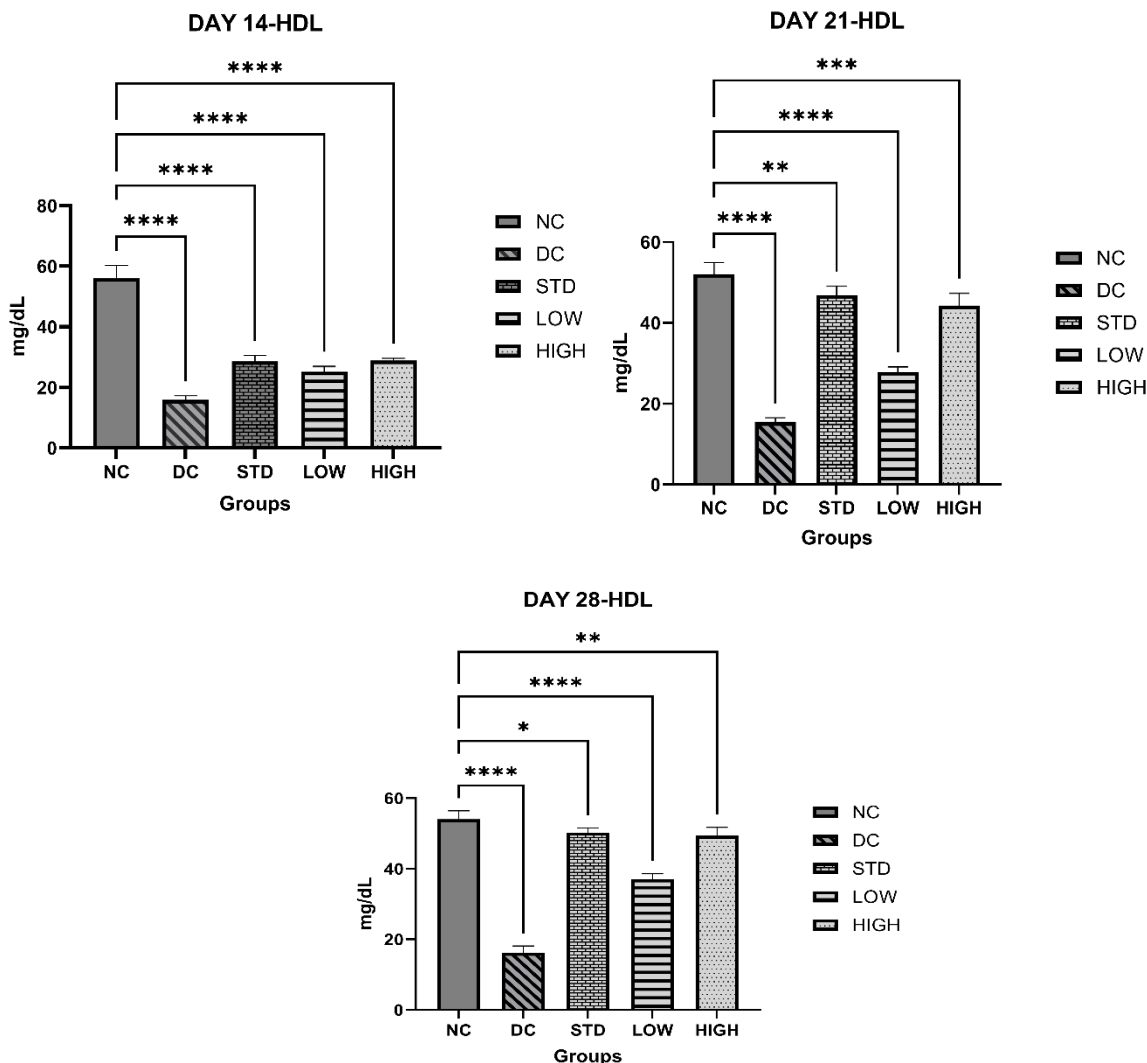 DAY 14-HDL
****
****
****
****
mg/dL
80
60
40
20
0
NC
DC
STD
LOW
HIGH
Groups
NC
DC
STD
LOW
HIGH
DAY 21-HDL
***
****
**
****
mg/dL
60
40
20
0
NC
DC
STD
LOW
HIGH
Groups
NC
DC
STD
LOW
HIGH
DAY 28-HDL
**
****
*
****
mg/dL
60
40
20
0
NC
DC
STD
LOW
HIGH
Groups
NC
DC
STD
LOW
HIGH